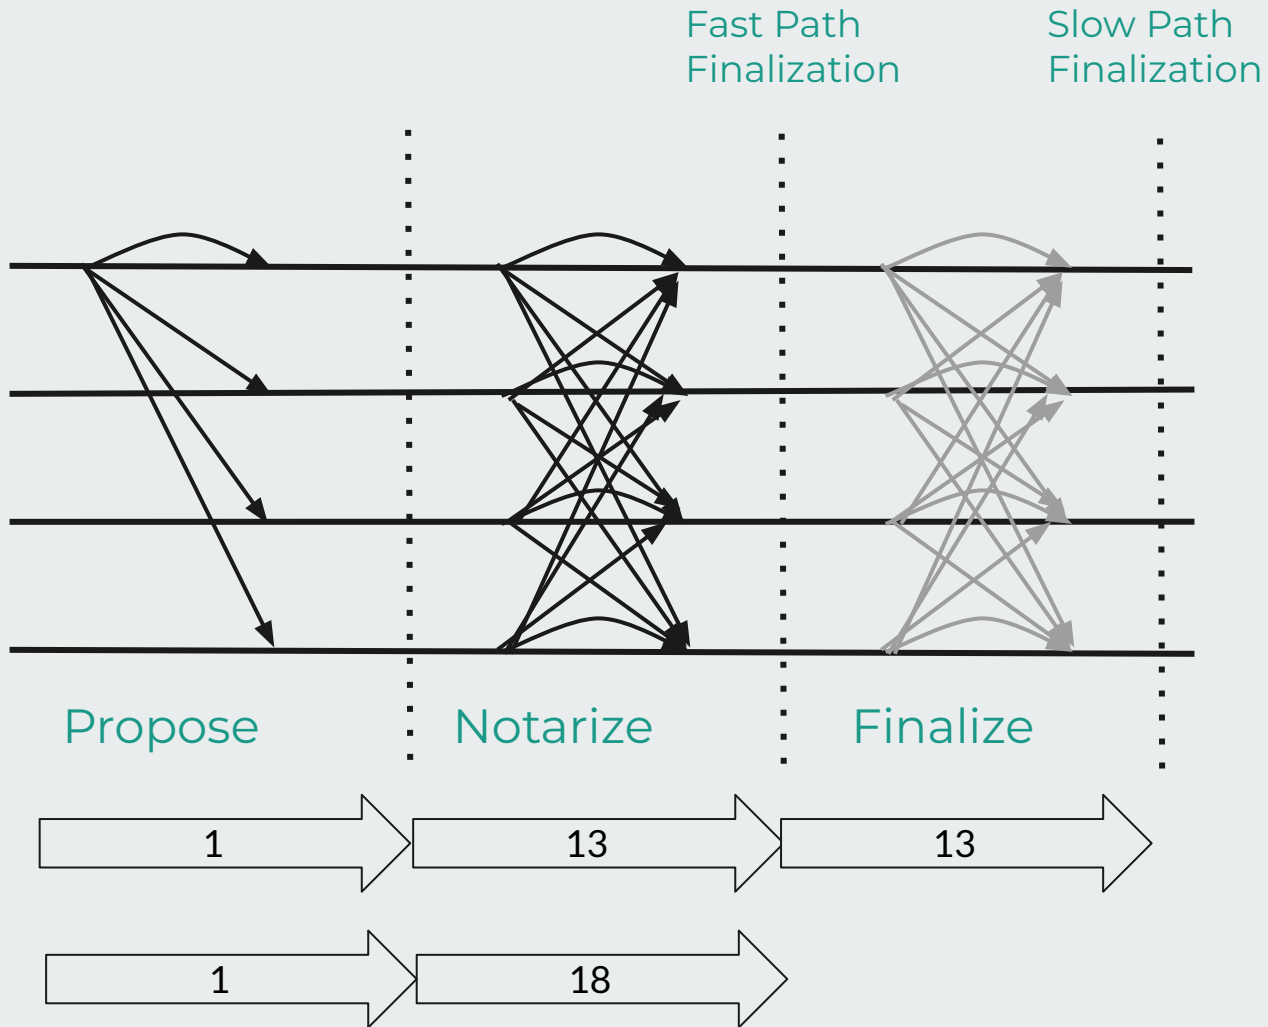 Fast Path
Finalization
Slow Path
Finalization
Propose
Notarize
Finalize
1
13
13
1
18